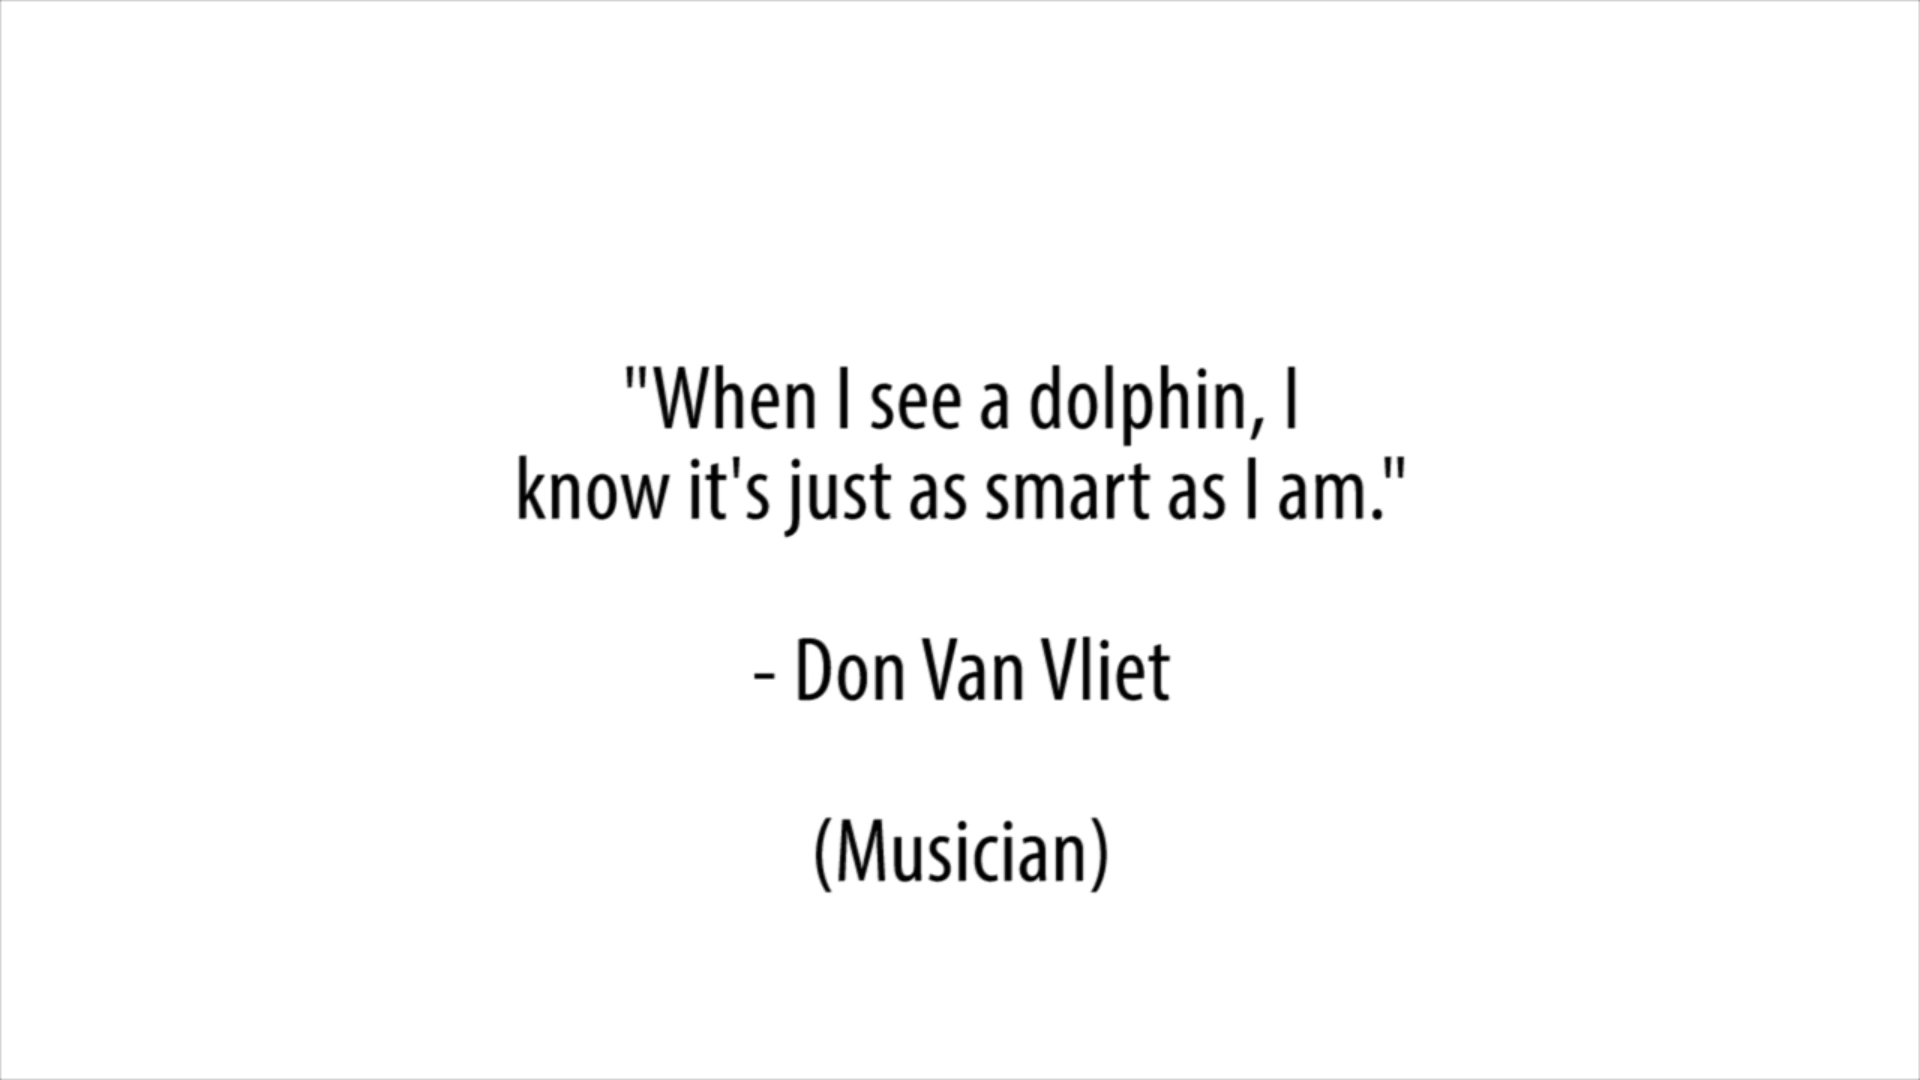 "When I see a dolphin, I
know it's just as smart as I am."
- Don Van Vliet
(Musician)